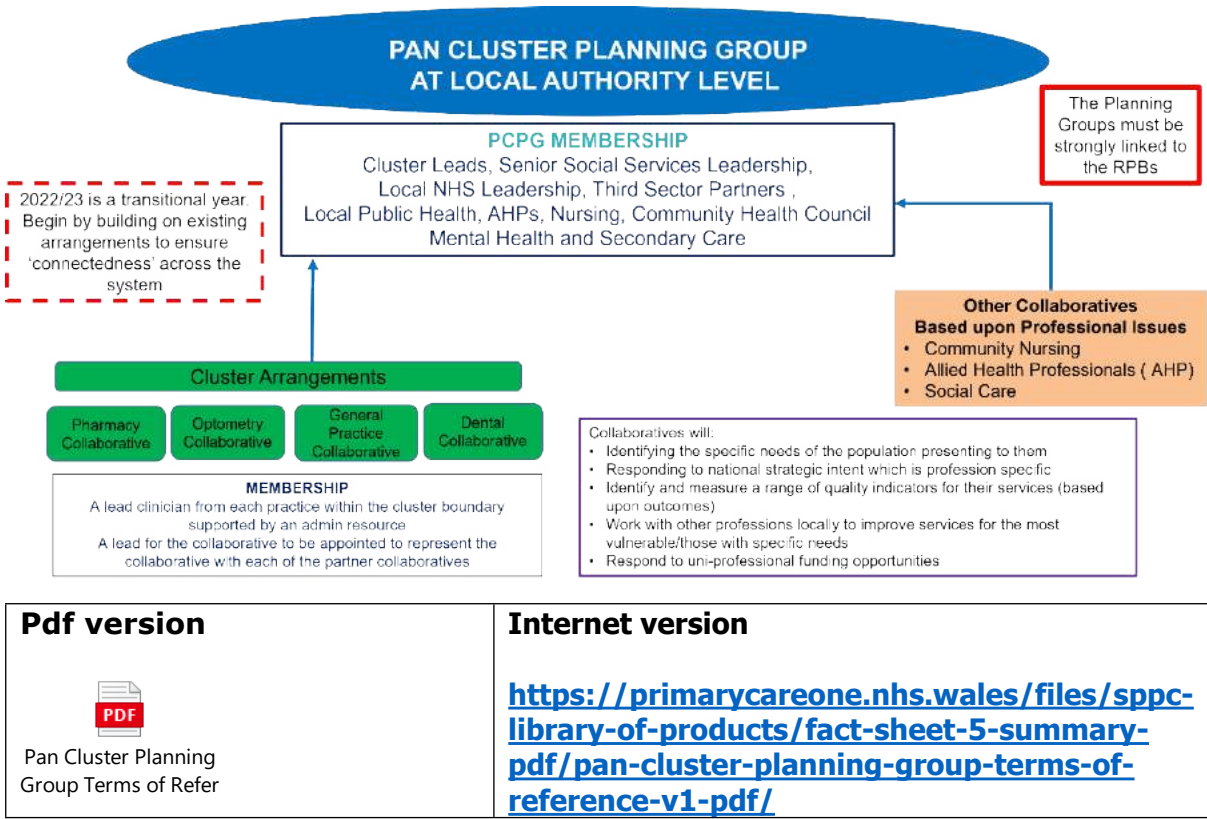 PAN CLUSTER PLANNING GROUP
AT LOCAL AUTHORITY LEVEL
PCPG MEMBERSHIP
Cluster Leads, Senior Social Services Leadership,
Local NHS Leadership, Third Sector Partners ,
Local Public Health, AHPs, Nursing, Community Health Council
Mental Health and Secondary Care
The Planning
Groups must be
strongly linked to
the RPBs
2022/23 is a transitional year.
Begin by building on existing
arrangements to ensure
‘connectedness’ across the
system
Other Collaboratives
Based upon Professional Issues
• Community Nursing
• Allied Health Professionals ( AHP)
• Social Care
Cluster Arrangements
Pharmacy
Collaborative
Optometry
Collaborative
General
Practice
Collaborative
Dental
Collaborative
MEMBERSHIP
A lead clinician from each practice within the cluster boundary
supported by an admin resource
A lead for the collaborative to be appointed to represent the
collaborative with each of the partner collaboratives
Collaboratives will:
• Identifying the specific needs of the population presenting to them
• Responding to national strategic intent which is profession specific
• Identify and measure a range of quality indicators for their services (based
upon outcomes)
• Work with other professions locally to improve services for the most
vulnerable/those with specific needs
• Respond to uni-professional funding opportunities
Pdf version
PDF
Pan Cluster Planning
Group Terms of Refer
Internet version
https://primarycareone.nhs.wales/files/sppc-
library-of-products/fact-sheet-5-summary-
pdf/pan-cluster-planning-group-terms-of-
reference-v1-pdf/